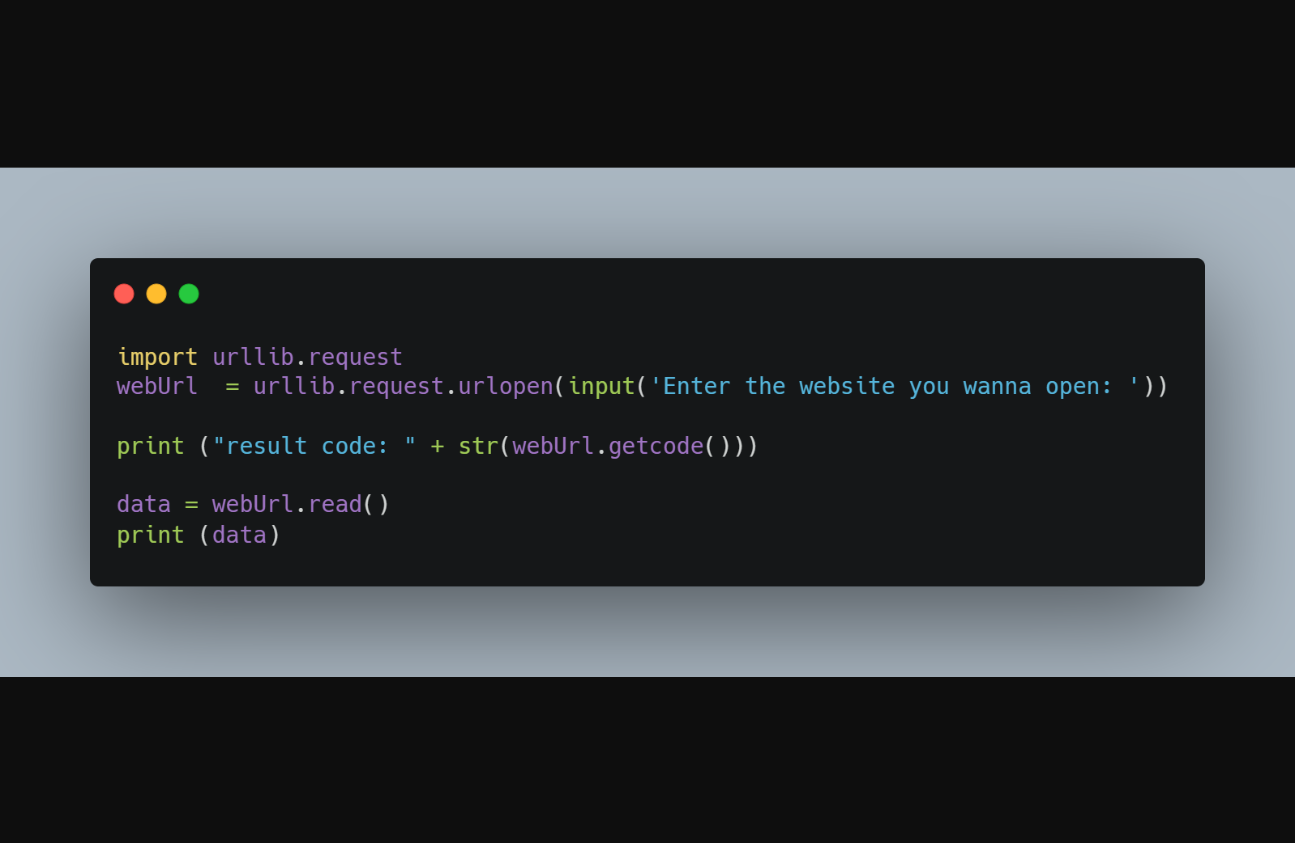 import urllib.request
webUrl  = urllib.request.urlopen(input('Enter the website you wanna open: '))
print ("result code: " + str(webUrl.getcode()))
data = webUrl.read()
print (data)